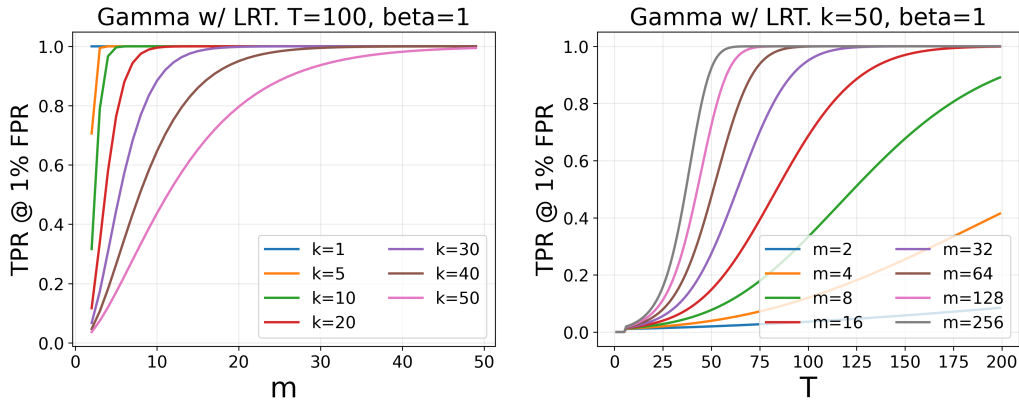 Gamma w/ LRT. T=100, beta=1
TPR @ 1% FPR
1.0
0.8
0.6
0.4
0.2
0.0
0
10
20
30
40
50
m
k=1
k=5
k=10
k=20
k=30
k=40
k=50
Gamma w/ LRT. k=50, beta=1
TPR @ 1% FPR
1.0
0.8
0.6
0.4
0.2
0.0
0
25
50
75
100
125
150
175
200
T
m=2
m=4
m=8
m=16
m=32
m=64
m=128
m=256